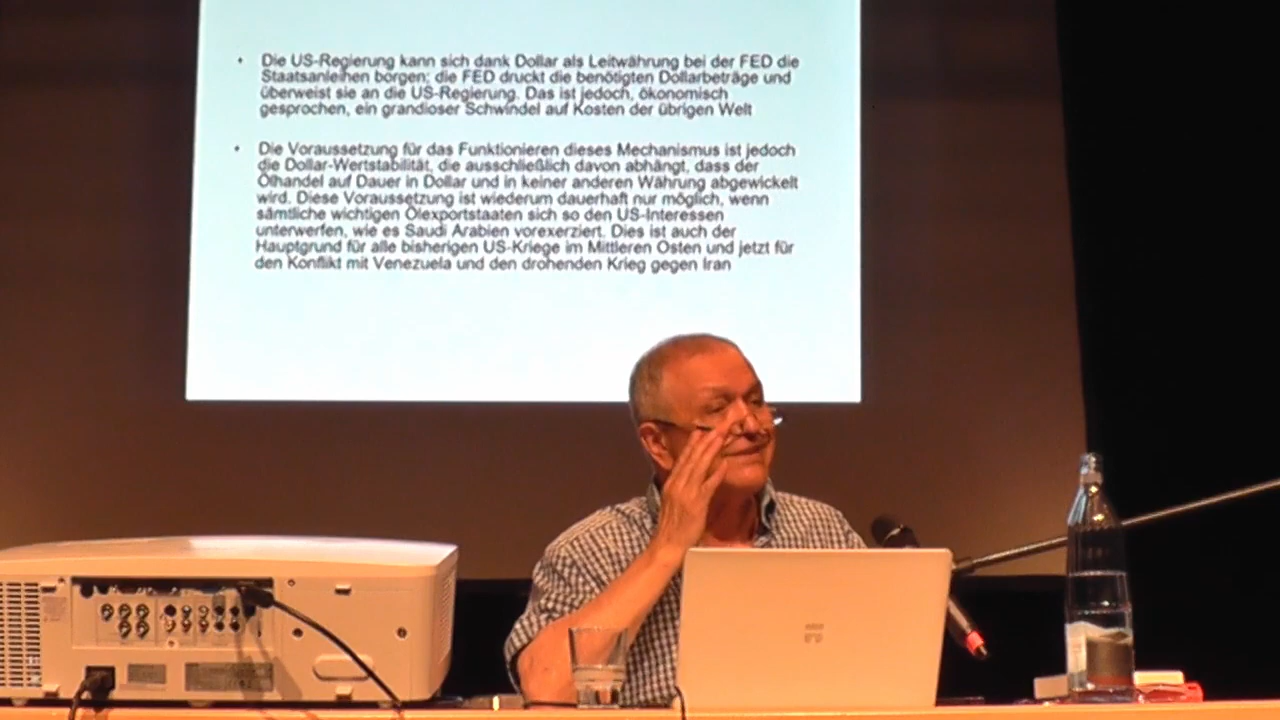 • Die US-Regierung kann sich dank Dollar als Leitwährung bei der FED die
Staatsanleihen borgen; die FED druckt die benötigten Dollarbeträge und
überweist sie an die US-Regierung. Das ist jedoch, ökonomisch
gesprochen, ein grandioser Schwindel auf Kosten der übrigen Welt
• Die Voraussetzung für das Funktionieren dieses Mechanismus ist jedoch
die Dollar-Wertstabilität, die ausschließlich davon abhängt, dass der
Ölhandel auf Dauer in Dollar und in keiner anderen Währung abgewickelt
wird. Diese Voraussetzung ist wiederum dauerhaft nur möglich, wenn
sämtliche wichtigen Ölexportstaaten sich so den US-Interessen
unterwerfen, wie es Saudi Arabien vorexerziert. Dies ist auch der
Hauptgrund für alle bisherigen US-Kriege im Mittleren Osten und jetzt für
den Konflikt mit Venezuela und den drohenden Krieg gegen Iran